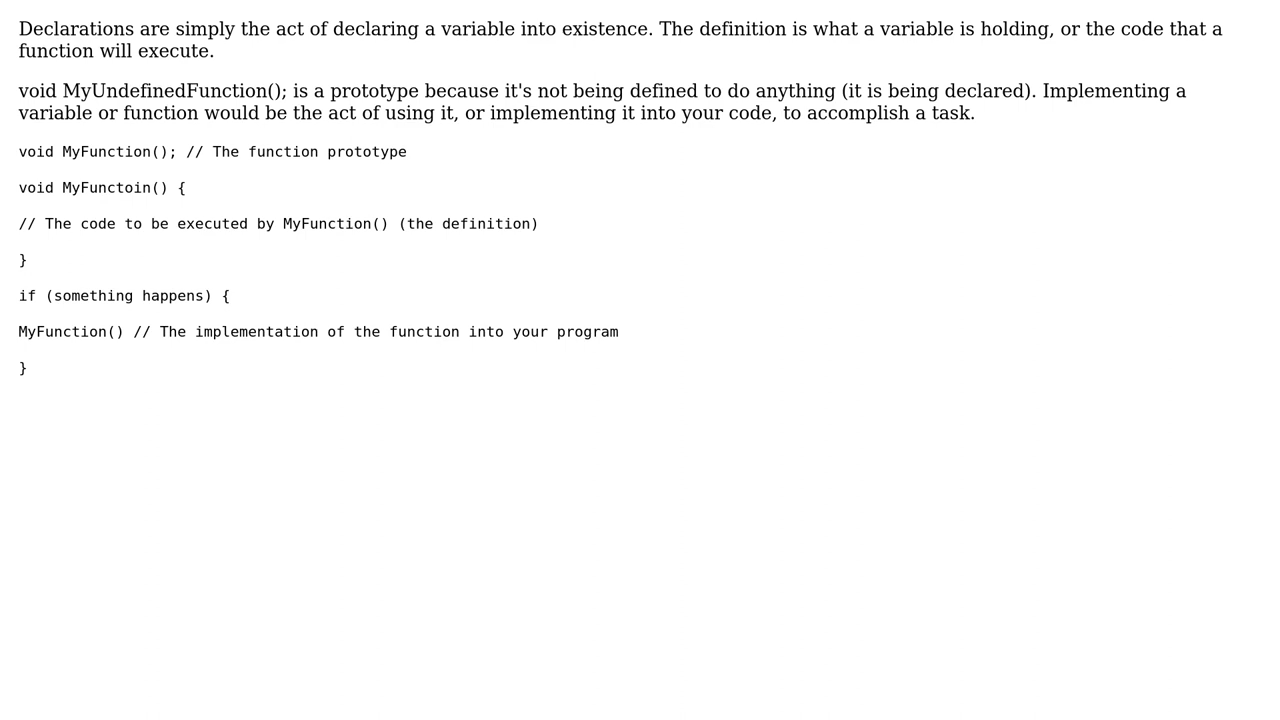 Declarations are simply the act of declaring a variable into existence. The definition is what a variable is holding, or the code that a
function will execute.
void MyUndefinedFunction(); is a prototype because it's not being defined to do anything (it is being declared). Implementing a
variable or function would be the act of using it, or implementing it into your code, to accomplish a task.
void MyFunction(); // The function prototype
void MyFunctoin() {
// The code to be executed by MyFunction() (the definition)
}
if (something happens) {
MyFunction() // The implementation of the function into your program
}